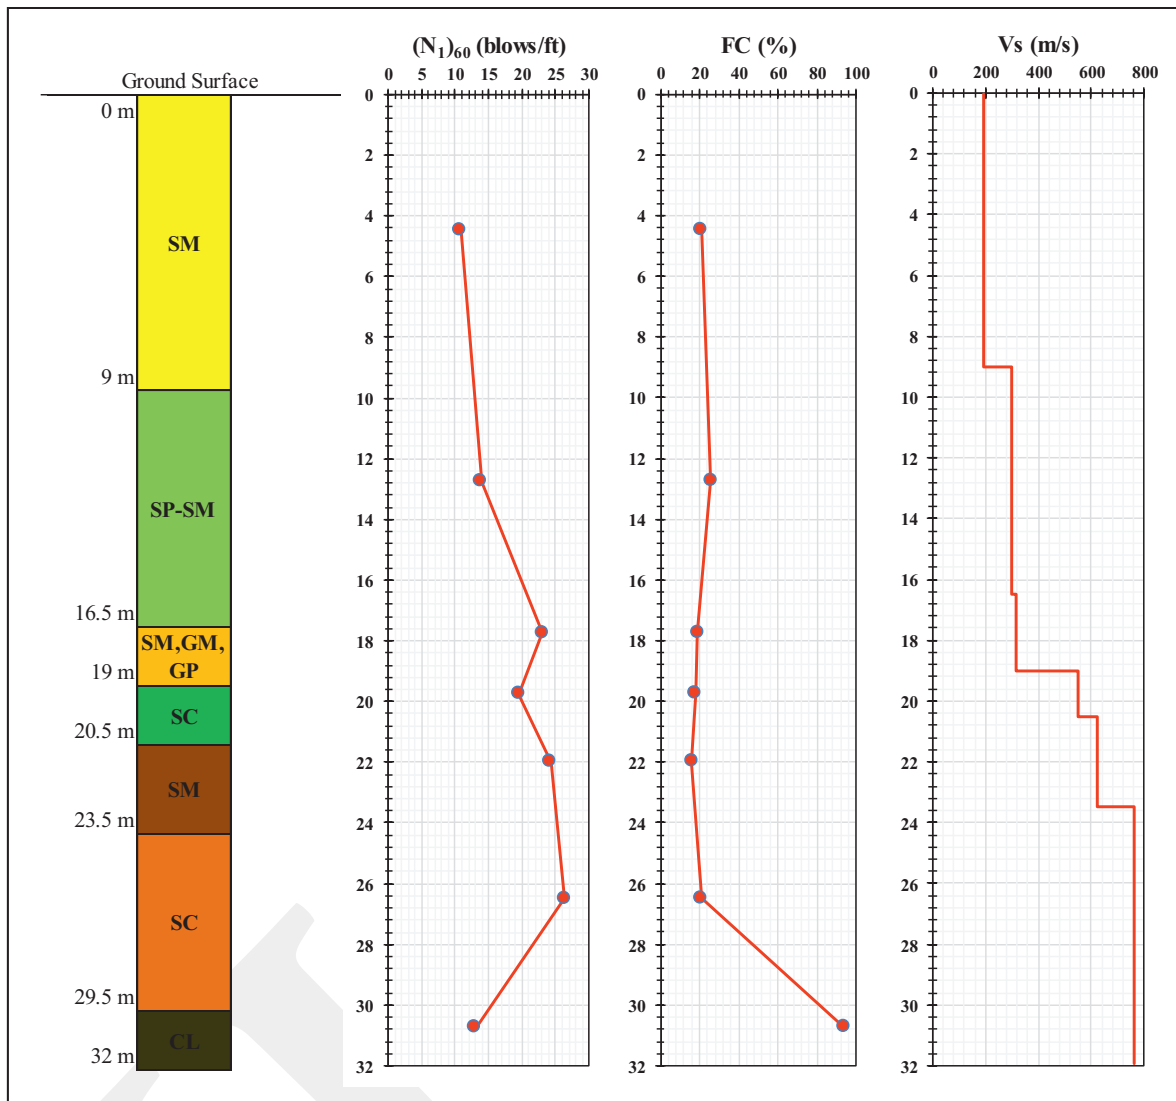 (N₁)₆₀ (blows/ft)
FC (%)
Vs (m/s)
0 5 10 15 20 25 30
0 20 40 60 80 100
0 200 400 600 800
Ground Surface
0 m
SM
9 m
SP-SM
16.5 m
SM,GM,
GP
19 m
SC
20.5 m
SM
23.5 m
SC
29.5 m
CL
32 m
0
2
4
6
8
10
12
14
16
18
20
22
24
26
28
30
32
0
2
4
6
8
10
12
14
16
18
20
22
24
26
28
30
32
0
2
4
6
8
10
12
14
16
18
20
22
24
26
28
30
32